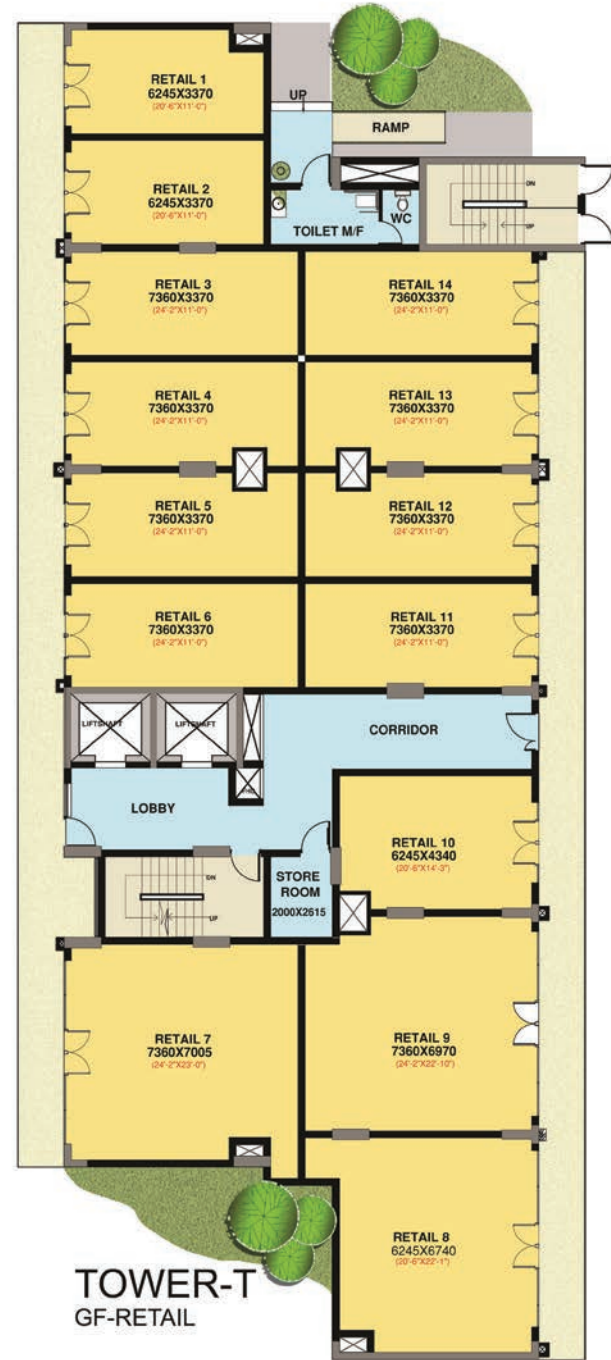 RETAIL 1
6245X3370
(20'-6"X11'-0")
UP
RAMP
RETAIL 2
6245X3370
(20'-6"X11'-0")
TOILET M/F
WC
DN
UP
RETAIL 3
7360X3370
(24'-2"X11'-0")
RETAIL 14
7360X3370
(24'-2"X11'-0")
RETAIL 4
7360X3370
(24'-2"X11'-0")
RETAIL 13
7360X3370
(24'-2"X11'-0")
RETAIL 5
7360X3370
(24'-2"X11'-0")
RETAIL 12
7360X3370
(24'-2"X11'-0")
RETAIL 6
7360X3370
(24'-2"X11'-0")
RETAIL 11
7360X3370
(24'-2"X11'-0")
LIFTSHAFT
LIFTSHAFT
CORRIDOR
LOBBY
RETAIL 10
6245X4340
(20'-6"X14'-3")
DN
UP
STORE
ROOM
2000X2615
RETAIL 7
7360X7005
(24'-2"X23'-0")
RETAIL 9
7360X6970
(24'-2"X22'-10")
RETAIL 8
6245X6740
(20'-6"X22'-1")
TOWER-T
GF-RETAIL